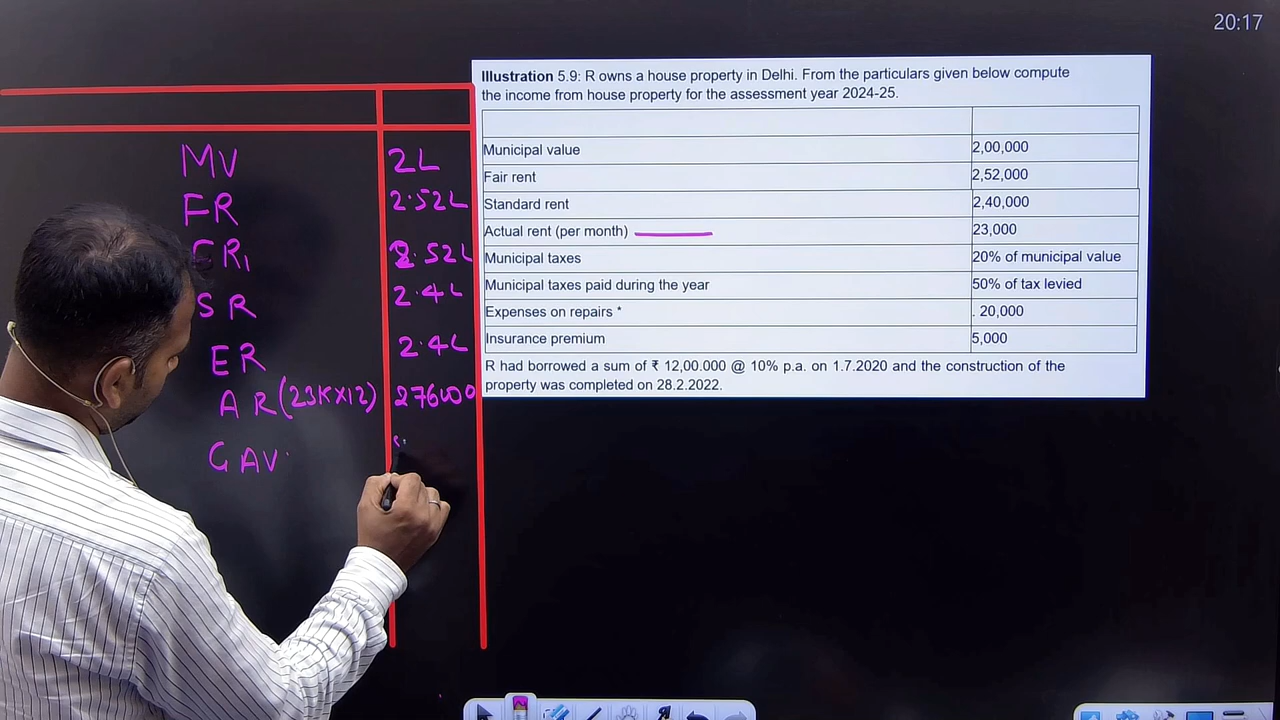 20:17
Illustration 5.9: R owns a house property in Delhi. From the particulars given below compute
the income from house property for the assessment year 2024-25.
Municipal value 2,00,000
Fair rent 2,52,000
Standard rent 2,40,000
Actual rent (per month) 23,000
Municipal taxes 20% of municipal value
Municipal taxes paid during the year 50% of tax levied
Expenses on repairs * . 20,000
Insurance premium 5,000
R had borrowed a sum of ₹ 12,00.000 @ 10% p.a. on 1.7.2020 and the construction of the
property was completed on 28.2.2022.
MV 2L
FR 2.52L
ER1 2.52L
SR 2.4L
ER 2.4L
AR (23K×12) 276000
GAV